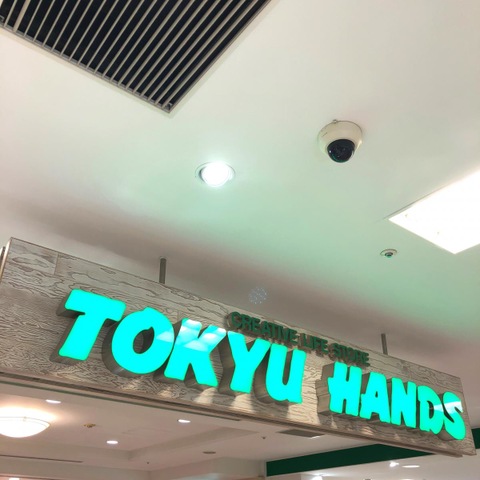 CREATIVE LIFE STORE
TOKYU HANDS